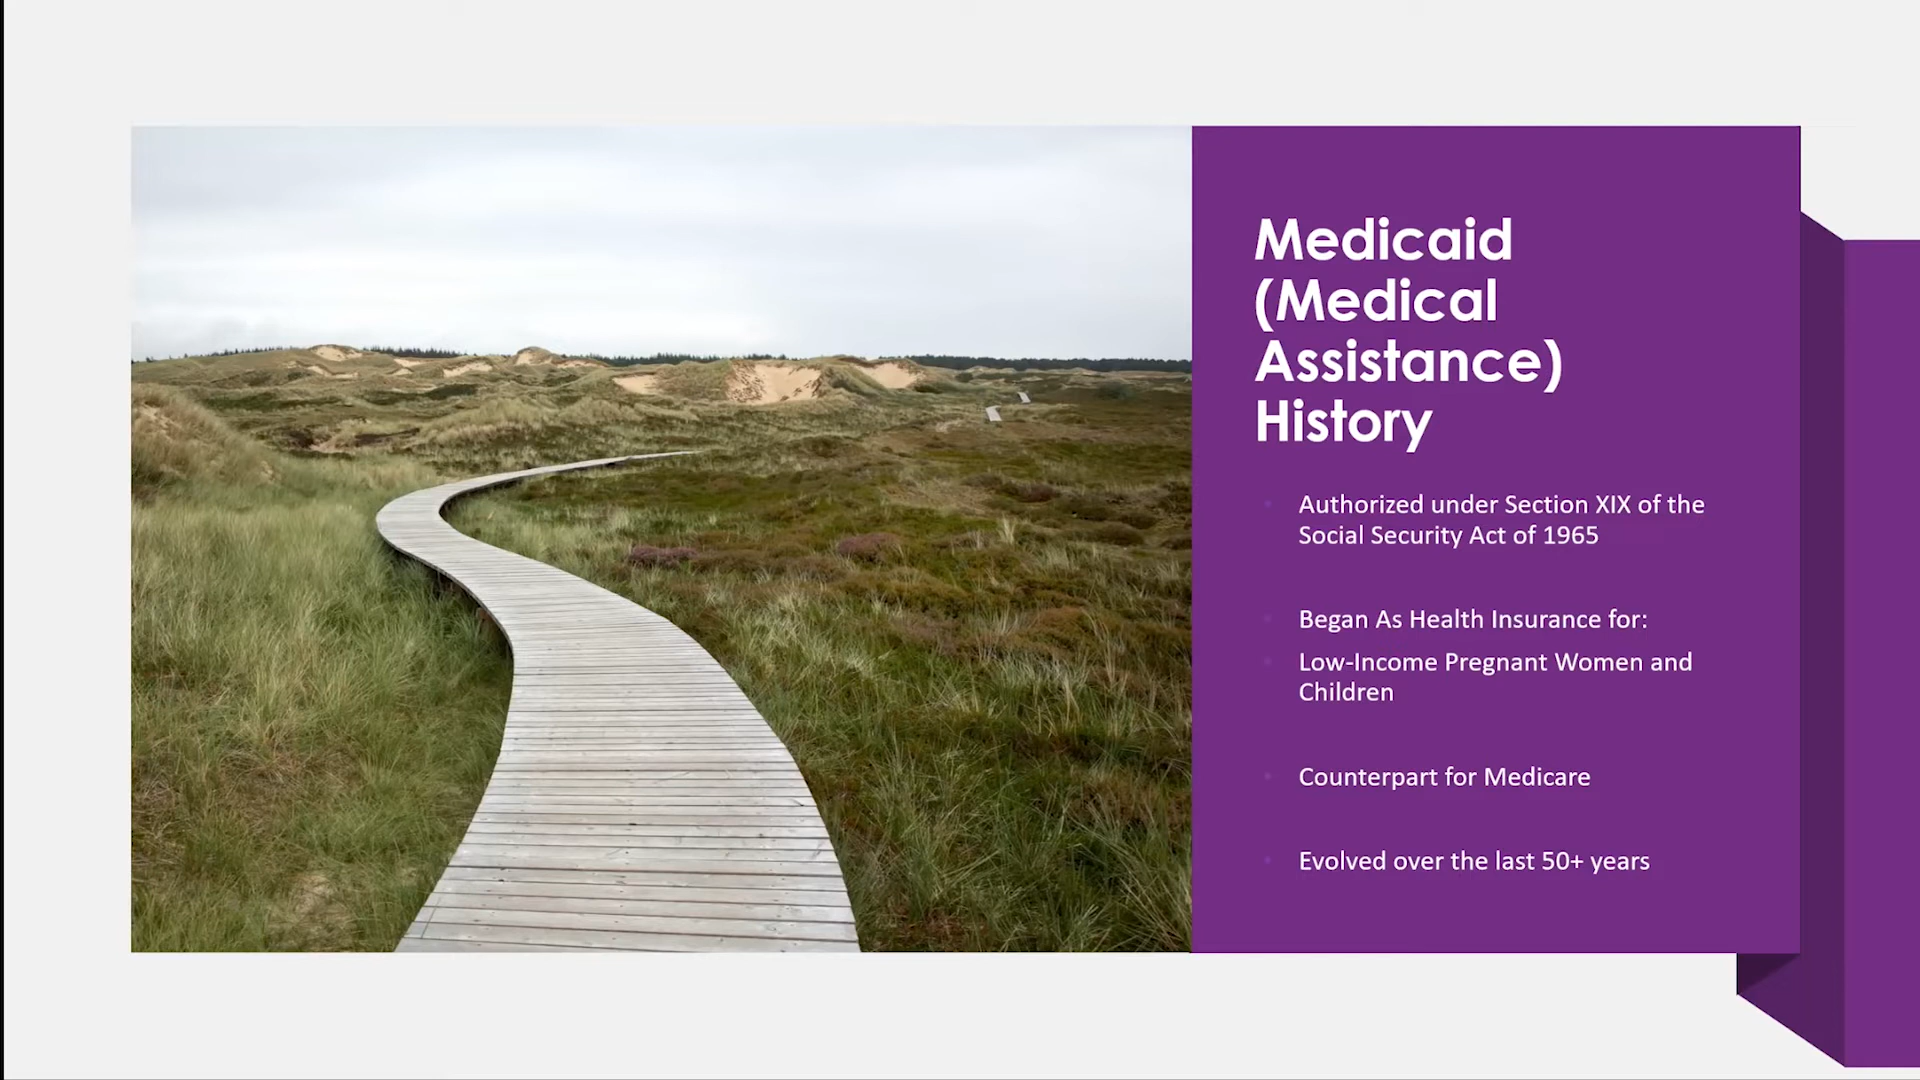 Medicaid
(Medical
Assistance)
History
Authorized under Section XIX of the
Social Security Act of 1965
Began As Health Insurance for:
Low-Income Pregnant Women and
Children
Counterpart for Medicare
Evolved over the last 50+ years